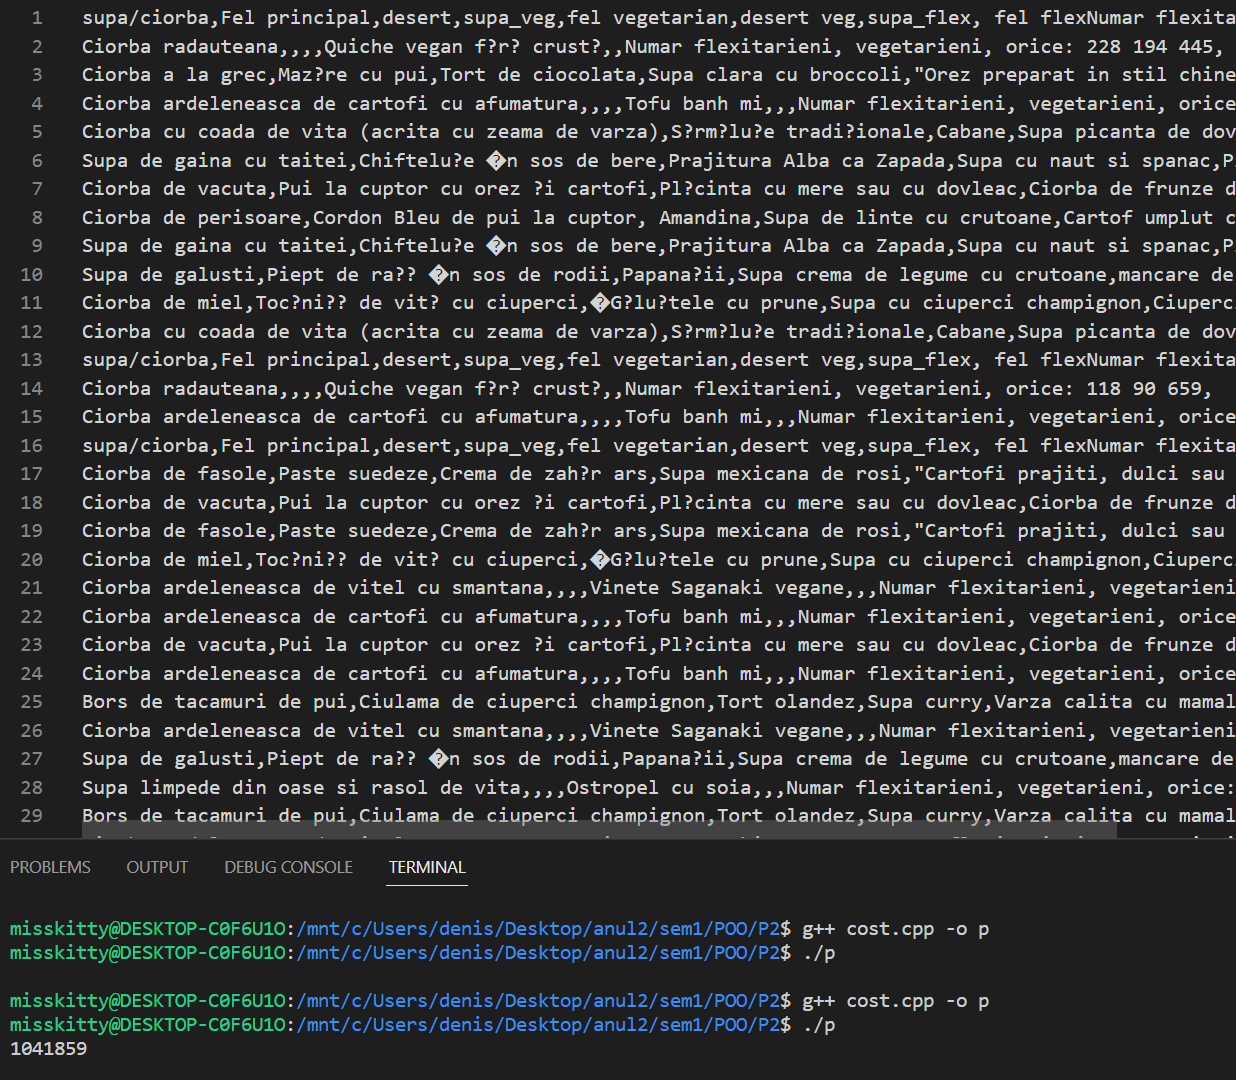 1 supa/ciorba,Fel principal,desert,supa_veg,fel vegetarian,desert veg,supa_flex, fel flexNumar flexita
2 Ciorba radauteana,,,,Quiche vegan f?r? crust?,,Numar flexitarieni, vegetarieni, orice: 228 194 445,
3 Ciorba a la grec,Maz?re cu pui,Tort de ciocolata,Supa clara cu broccoli,"Orez preparat in stil chine
4 Ciorba ardeleneasca de cartofi cu afumatura,,,,Tofu banh mi,,,Numar flexitarieni, vegetarieni, orice
5 Ciorba cu coada de vita (acrita cu zeama de varza),S?rm?lu?e tradi?ionale,Cabane,Supa picanta de dov
6 Supa de gaina cu taitei,Chiftelu?e �n sos de bere,Prajitura Alba ca Zapada,Supa cu naut si spanac,P
7 Ciorba de vacuta,Pui la cuptor cu orez ?i cartofi,Pl?cinta cu mere sau cu dovleac,Ciorba de frunze d
8 Ciorba de perisoare,Cordon Bleu de pui la cuptor, Amandina,Supa de linte cu crutoane,Cartof umplut c
9 Supa de gaina cu taitei,Chiftelu?e �n sos de bere,Prajitura Alba ca Zapada,Supa cu naut si spanac,P
10 Supa de galusti,Piept de ra?? �n sos de rodii,Papana?ii,Supa crema de legume cu crutoane,mancare de
11 Ciorba de miel,Toc?ni?? de vit? cu ciuperci,�G?lu?tele cu prune,Supa cu ciuperci champignon,Ciuperc
12 Ciorba cu coada de vita (acrita cu zeama de varza),S?rm?lu?e tradi?ionale,Cabane,Supa picanta de dov
13 supa/ciorba,Fel principal,desert,supa_veg,fel vegetarian,desert veg,supa_flex, fel flexNumar flexita
14 Ciorba radauteana,,,,Quiche vegan f?r? crust?,,Numar flexitarieni, vegetarieni, orice: 118 90 659,
15 Ciorba ardeleneasca de cartofi cu afumatura,,,,Tofu banh mi,,,Numar flexitarieni, vegetarieni, orice
16 supa/ciorba,Fel principal,desert,supa_veg,fel vegetarian,desert veg,supa_flex, fel flexNumar flexita
17 Ciorba de fasole,Paste suedeze,Crema de zah?r ars,Supa mexicana de rosi,"Cartofi prajiti, dulci sau
18 Ciorba de vacuta,Pui la cuptor cu orez ?i cartofi,Pl?cinta cu mere sau cu dovleac,Ciorba de frunze d
19 Ciorba de fasole,Paste suedeze,Crema de zah?r ars,Supa mexicana de rosi,"Cartofi prajiti, dulci sau
20 Ciorba de miel,Toc?ni?? de vit? cu ciuperci,�G?lu?tele cu prune,Supa cu ciuperci champignon,Ciuperc
21 Ciorba ardeleneasca de vitel cu smantana,,,,Vinete Saganaki vegane,,,Numar flexitarieni, vegetarieni
22 Ciorba ardeleneasca de cartofi cu afumatura,,,,Tofu banh mi,,,Numar flexitarieni, vegetarieni, orice
23 Ciorba de vacuta,Pui la cuptor cu orez ?i cartofi,Pl?cinta cu mere sau cu dovleac,Ciorba de frunze d
24 Ciorba ardeleneasca de cartofi cu afumatura,,,,Tofu banh mi,,,Numar flexitarieni, vegetarieni, orice
25 Bors de tacamuri de pui,Ciulama de ciuperci champignon,Tort olandez,Supa curry,Varza calita cu mamal
26 Ciorba ardeleneasca de vitel cu smantana,,,,Vinete Saganaki vegane,,,Numar flexitarieni, vegetarieni
27 Supa de galusti,Piept de ra?? �n sos de rodii,Papana?ii,Supa crema de legume cu crutoane,mancare de
28 Supa limpede din oase si rasol de vita,,,,Ostropel cu soia,,,Numar flexitarieni, vegetarieni, orice:
29 Bors de tacamuri de pui,Ciulama de ciuperci champignon,Tort olandez,Supa curry,Varza calita cu mamal
PROBLEMS OUTPUT DEBUG CONSOLE TERMINAL
misskitty@DESKTOP-C0F6U1O:/mnt/c/Users/denis/Desktop/anul2/sem1/POO/P2$ g++ cost.cpp -o p
misskitty@DESKTOP-C0F6U1O:/mnt/c/Users/denis/Desktop/anul2/sem1/POO/P2$ ./p
misskitty@DESKTOP-C0F6U1O:/mnt/c/Users/denis/Desktop/anul2/sem1/POO/P2$ g++ cost.cpp -o p
misskitty@DESKTOP-C0F6U1O:/mnt/c/Users/denis/Desktop/anul2/sem1/POO/P2$ ./p
1041859